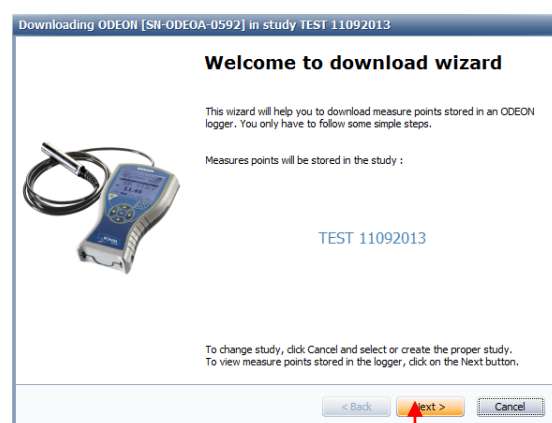 Downloading ODEON [SN-ODEOA-0592] in study TEST 11092013
Welcome to download wizard
This wizard will help you to download measure points stored in an ODEON
logger. You only have to follow some simple steps.
Measures points will be stored in the study :
TEST 11092013
To change study, click Cancel and select or create the proper study.
To view measure points stored in the logger, click on the Next button.
< Back Next > Cancel